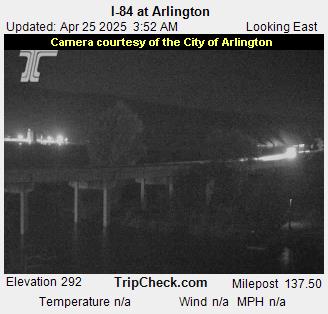 I-84 at Arlington
Updated: Apr 25 2025 3:52 AM Looking East
Camera courtesy of the City of Arlington
Elevation 292 TripCheck.com Milepost 137.50
Temperature n/a Wind n/a MPH n/a